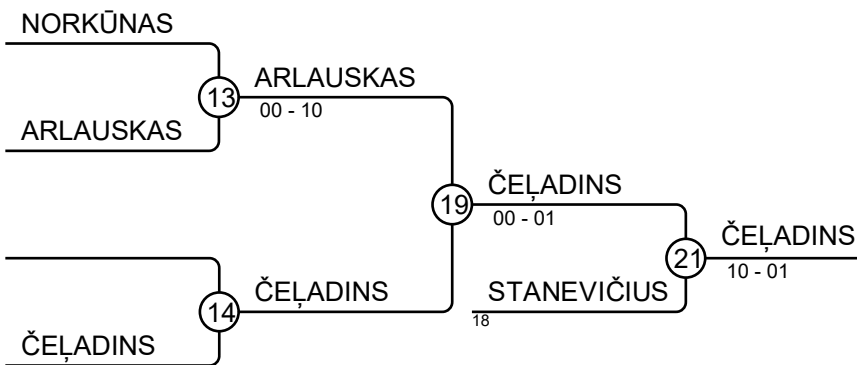 NORKŪNAS
13
ARLAUSKAS
00 - 10
ARLAUSKAS
19
ČEĻADINS
00 - 01
21
ČEĻADINS
10 - 01
14
ČEĻADINS
STANEVIČIUS
18
ČEĻADINS